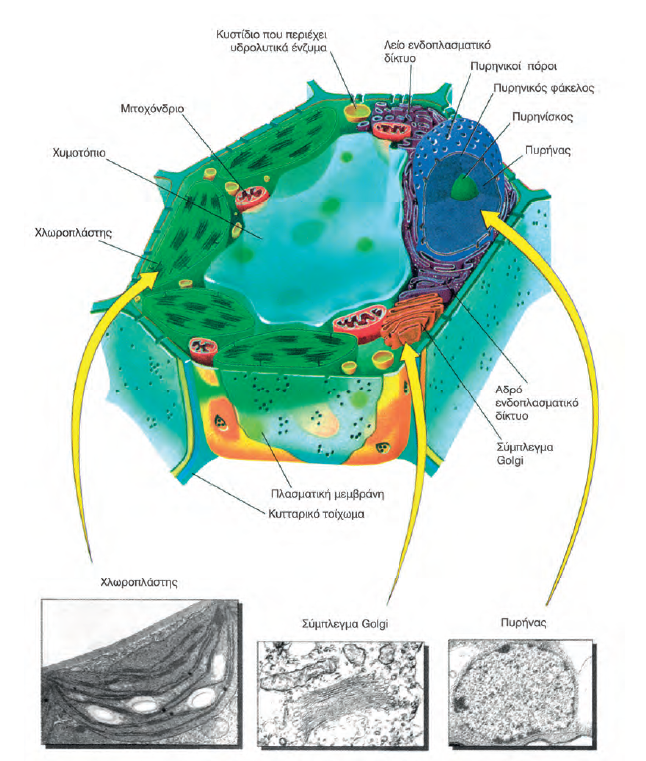 Κυστίδιο που περιέχει
υδρολυτικά ένζυμα
Λείο ενδοπλασματικό
δίκτυο
Πυρηνικοί πόροι
Πυρηνικός φάκελος
Μιτοχόνδριο
Πυρηνίσκος
Χυμοτόπιο
Πυρήνας
Χλωροπλάστης
Αδρό
ενδοπλασματικό
δίκτυο
Σύμπλεγμα
Golgi
Πλασματική μεμβράνη
Κυτταρικό τοίχωμα
Χλωροπλάστης
Σύμπλεγμα Golgi
Πυρήνας